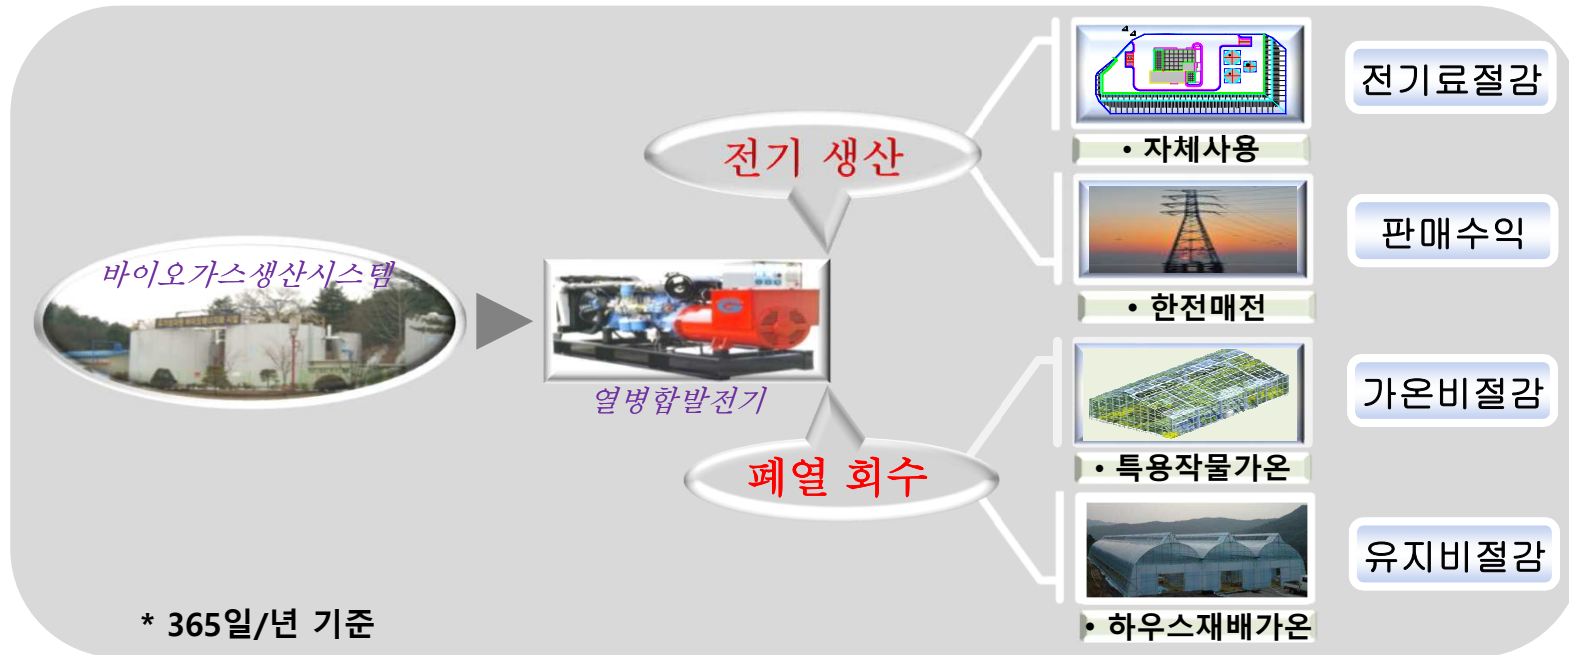 바이오가스생산시스템
열병합발전기
전기 생산
• 자체사용
전기료절감
• 한전매전
판매수익
폐열 회수
• 특용작물가온
가온비절감
• 하우스재배가온
유지비절감
* 365일/년 기준